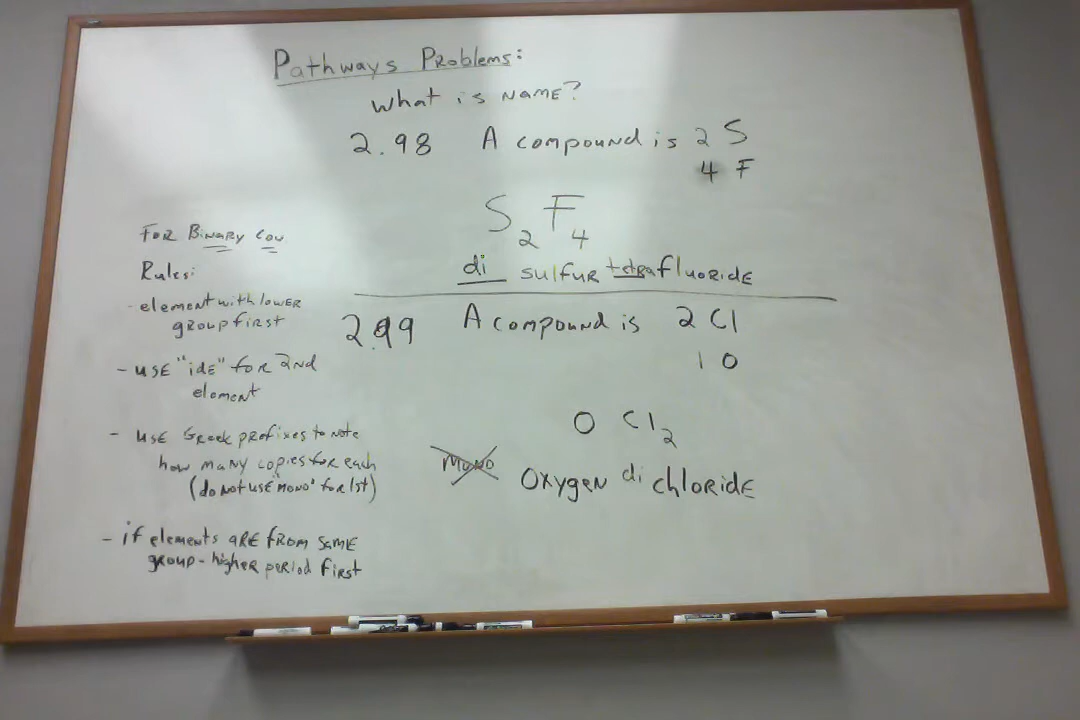 Pathways Problems:
What is NAME?
2.98 A compound is 2 S
4 F
S2F4
di sulfur tetrafluoride
2.99 A compound is 2 Cl
1 O
O Cl2
mono Oxygen di chloride
For Binary Cov
Rules:
- element with lower
group first
- use "ide" for 2nd
element
- use Greek prefixes to note
how many copies for each
(do not use "mono" for 1st)
- if elements are from same
group - higher period first